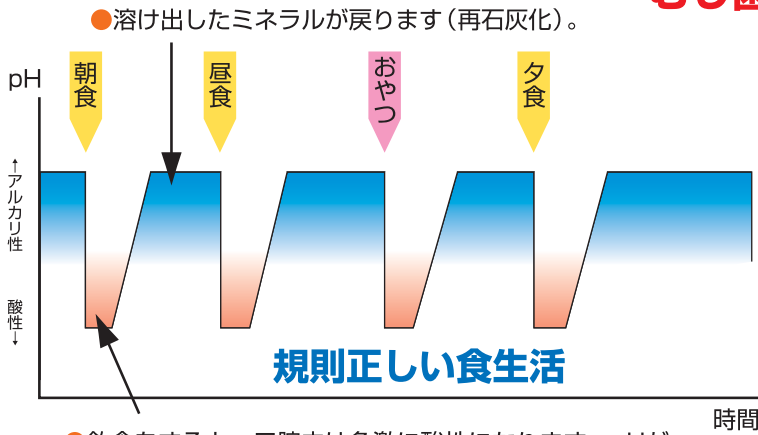 ●溶け出したミネラルが戻ります(再石灰化)。
pH
朝食
昼食
おやつ
夕食
←アルカリ性
酸性→
規則正しい食生活
時間